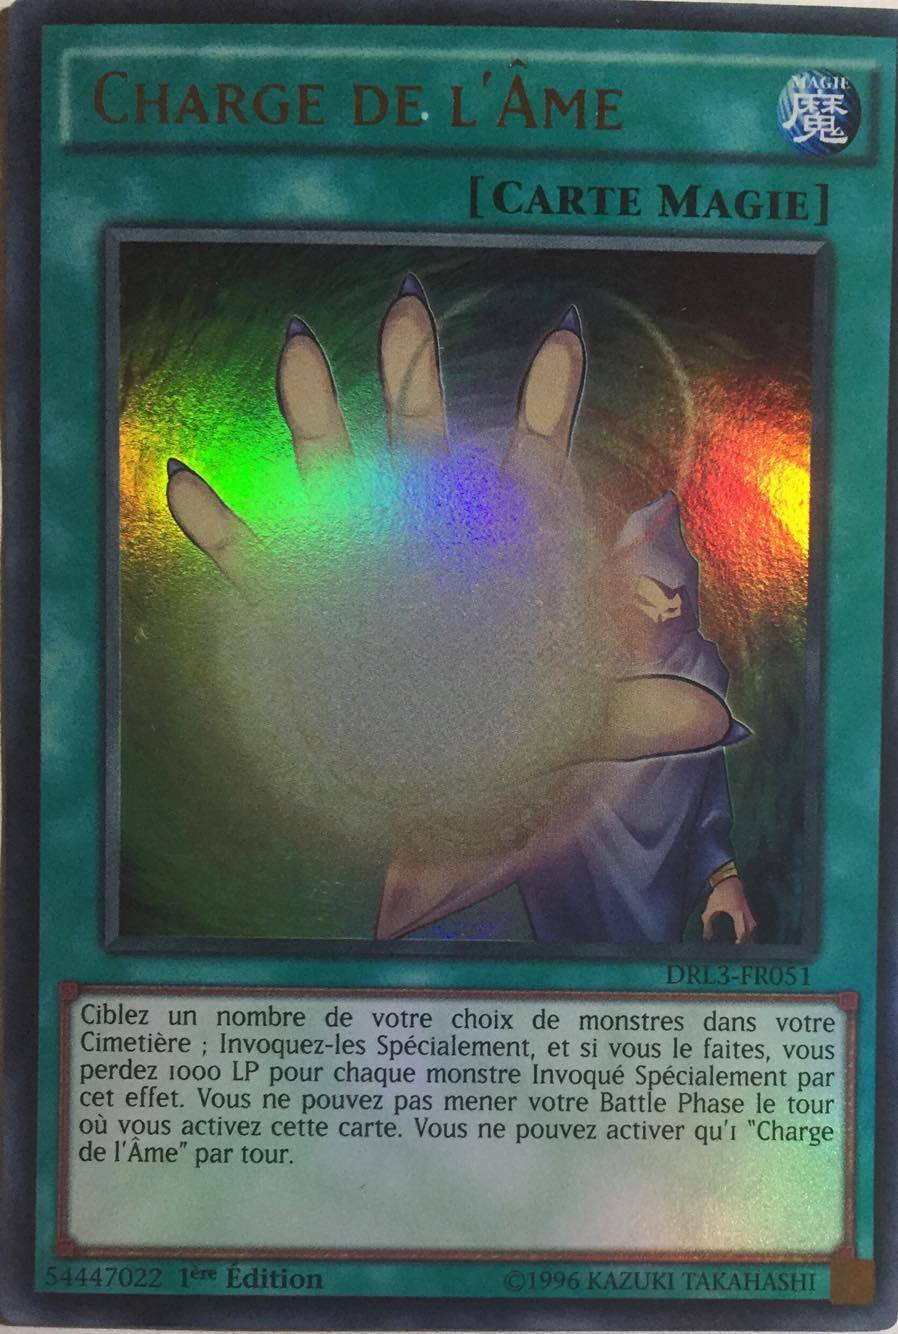 CHARGE DE L'ÂME
MAGIE
魔
[CARTE MAGIE]
DRL3-FR051
Ciblez un nombre de votre choix de monstres dans votre
Cimetière ; Invoquez-les Spécialement, et si vous le faites, vous
perdez 1000 LP pour chaque monstre Invoqué Spécialement par
cet effet. Vous ne pouvez pas mener votre Battle Phase le tour
où vous activez cette carte. Vous ne pouvez activer qu'1 "Charge
de l'Âme" par tour.
54447022 1ère Édition
©1996 KAZUKI TAKAHASHI